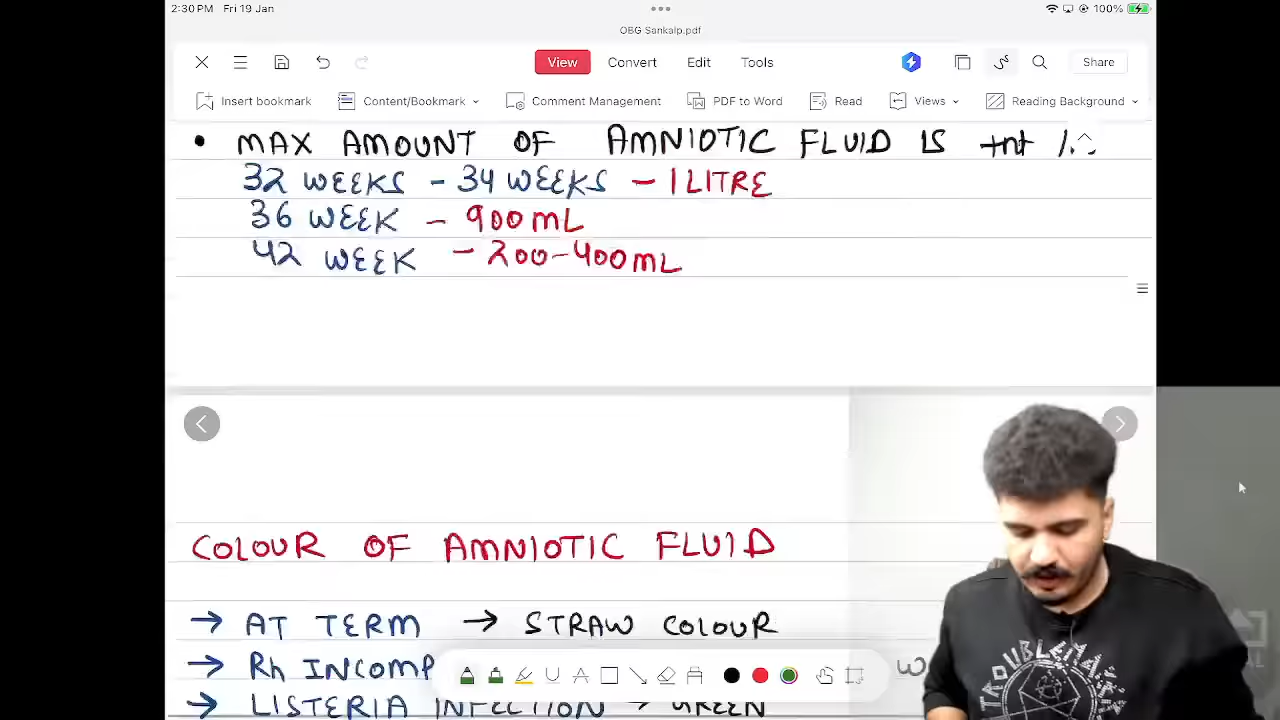 2:30 PM Fri 19 Jan
100%
OBG Sankalp.pdf
View Convert Edit Tools
Share
Insert bookmark Content/Bookmark Comment Management PDF to Word Read Views Reading Background
• MAX AMOUNT OF AMNIOTIC FLUID IS
32 WEEKS - 34 WEEKS - 1 LITRE
36 WEEK - 900 mL
42 WEEK - 200-400 mL
COLOUR OF AMNIOTIC FLUID
→ AT TERM → STRAW COLOUR
→ Rh INCOMP
→ LISTERIA INFECTION → GREEN